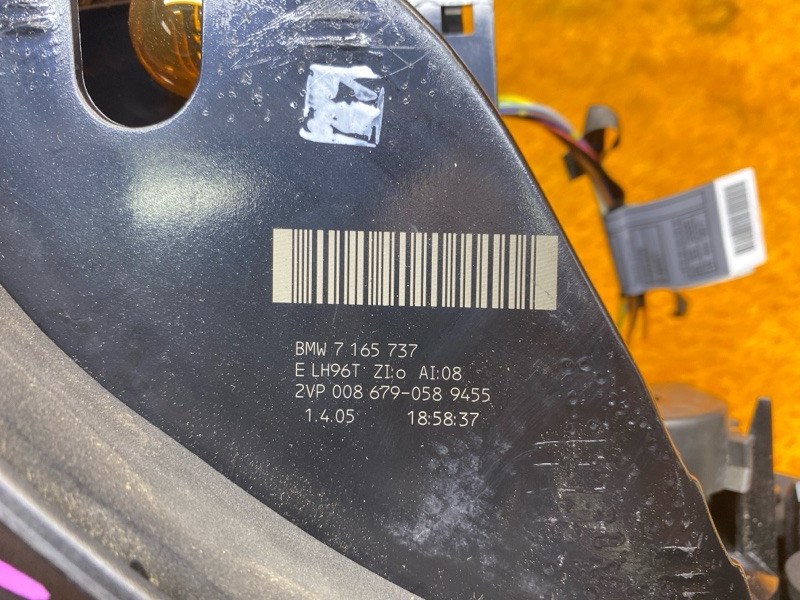 BMW 7 165 737
E LH96T ZI:o AI:08
2VP 008 679-058 9455
1.4.05 18:58:37